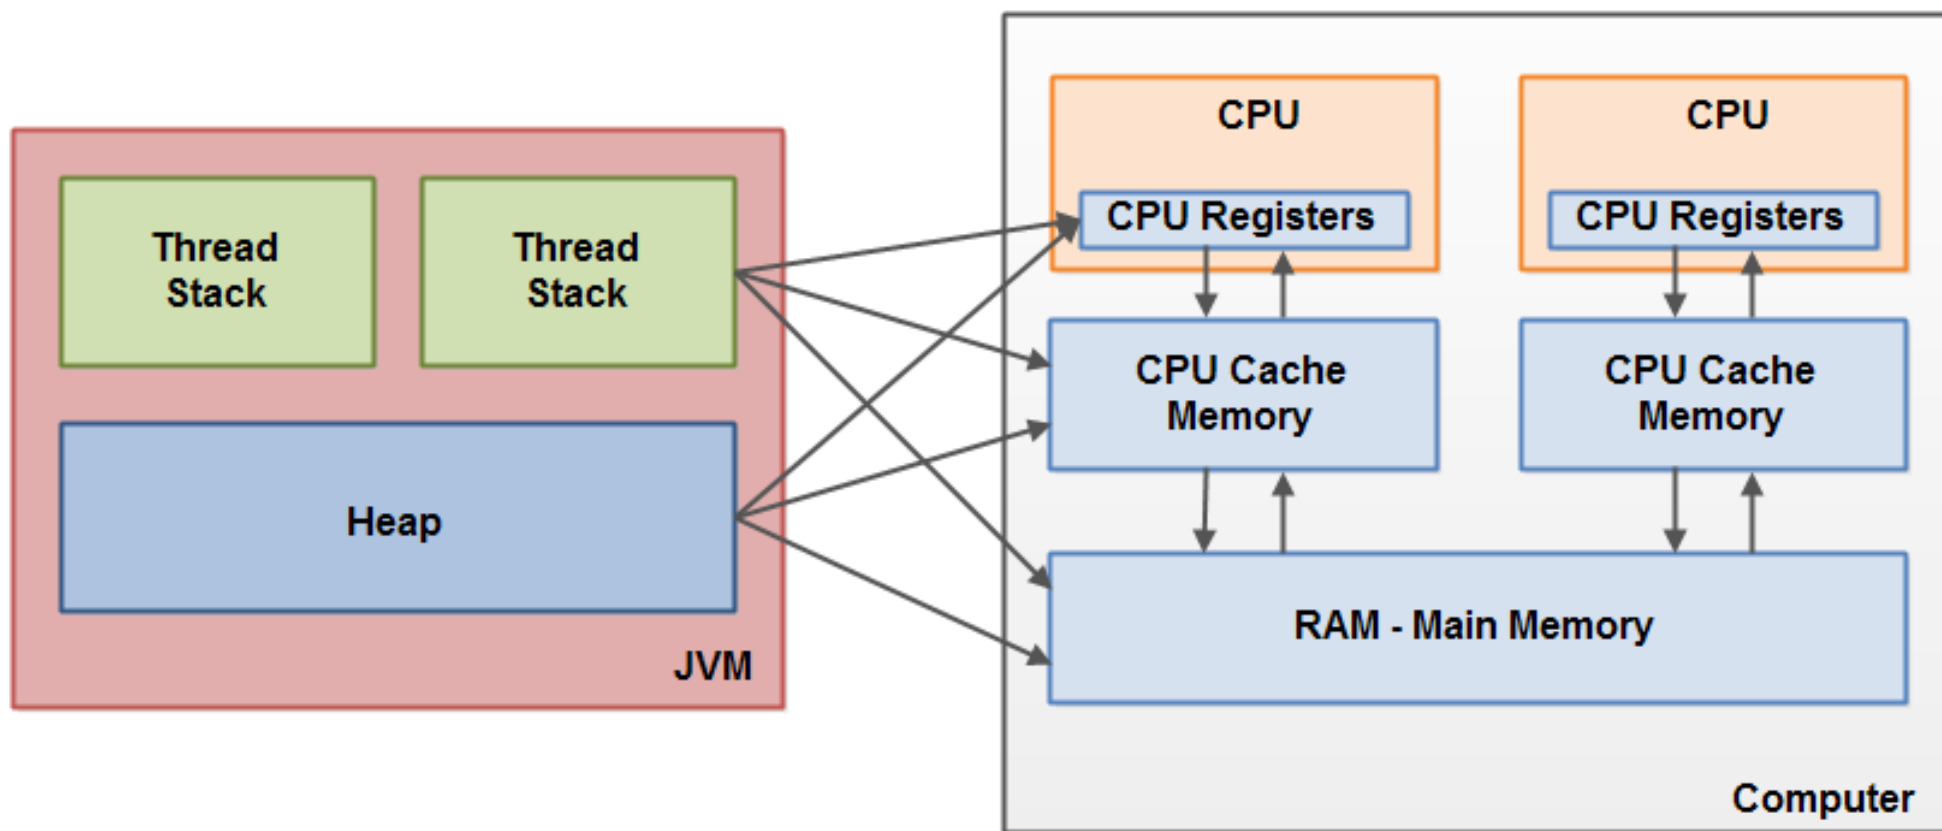 Thread
Stack
Thread
Stack
Heap
JVM
CPU
CPU Registers
CPU Cache
Memory
CPU
CPU Registers
CPU Cache
Memory
RAM - Main Memory
Computer